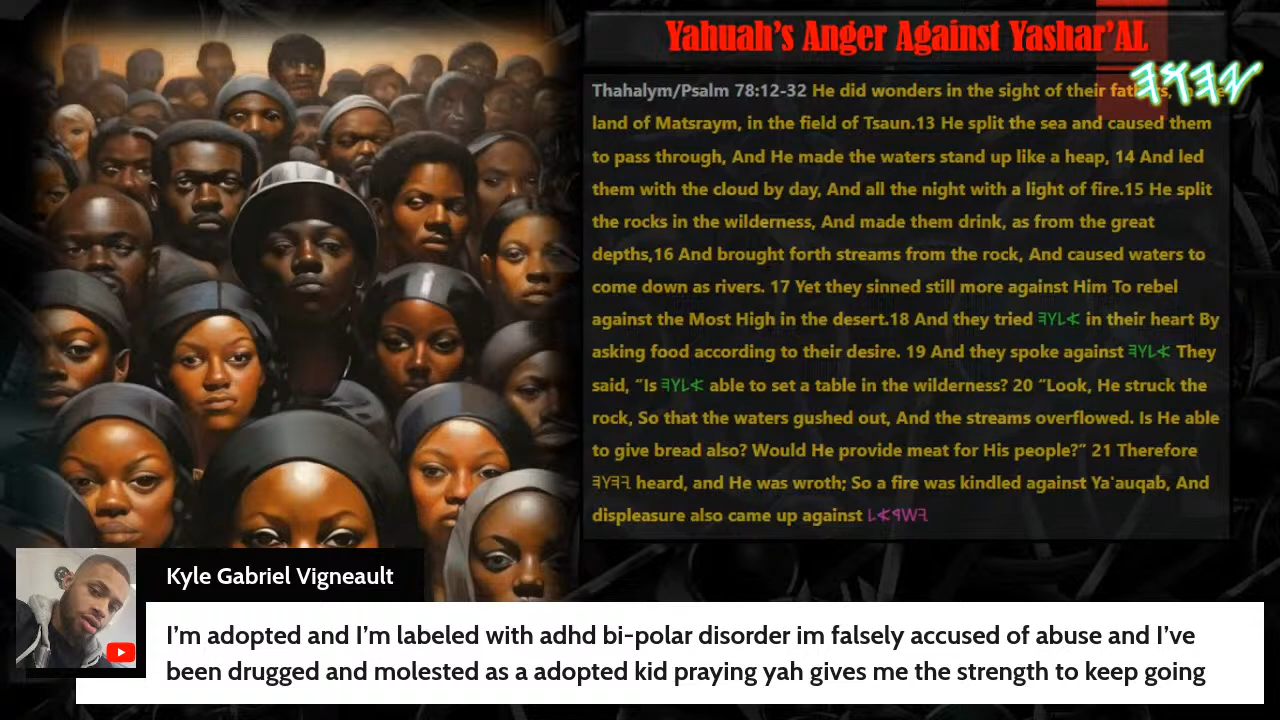 Yahuah’s Anger Against Yashar’AL
𐤉𐤄𐤅𐤄
Thahalym/Psalm 78:12-32 He did wonders in the sight of their
land of Matsraym, in the field of Tsaun.13 He split the sea and caused them
to pass through, And He made the waters stand up like a heap, 14 And led
them with the cloud by day, And all the night with a light of fire.15 He split
the rocks in the wilderness, And made them drink, as from the great
depths,16 And brought forth streams from the rock, And caused waters to
come down as rivers. 17 Yet they sinned still more against Him To rebel
against the Most High in the desert.18 And they tried 𐤀𐤋𐤅𐤄 in their heart By
asking food according to their desire. 19 And they spoke against 𐤀𐤋𐤅𐤄 They
said, “Is 𐤀𐤋𐤅𐤄 able to set a table in the wilderness? 20 “Look, He struck the
rock, So that the waters gushed out, And the streams overflowed. Is He able
to give bread also? Would He provide meat for His people?” 21 Therefore
𐤉𐤄𐤅𐤄 heard, and He was wroth; So a fire was kindled against Ya'auqab, And
displeasure also came up against 𐤉𐤔𐤓𐤀𐤋
Kyle Gabriel Vigneault
I’m adopted and I’m labeled with adhd bi-polar disorder im falsely accused of abuse and I’ve
been drugged and molested as a adopted kid praying yah gives me the strength to keep going